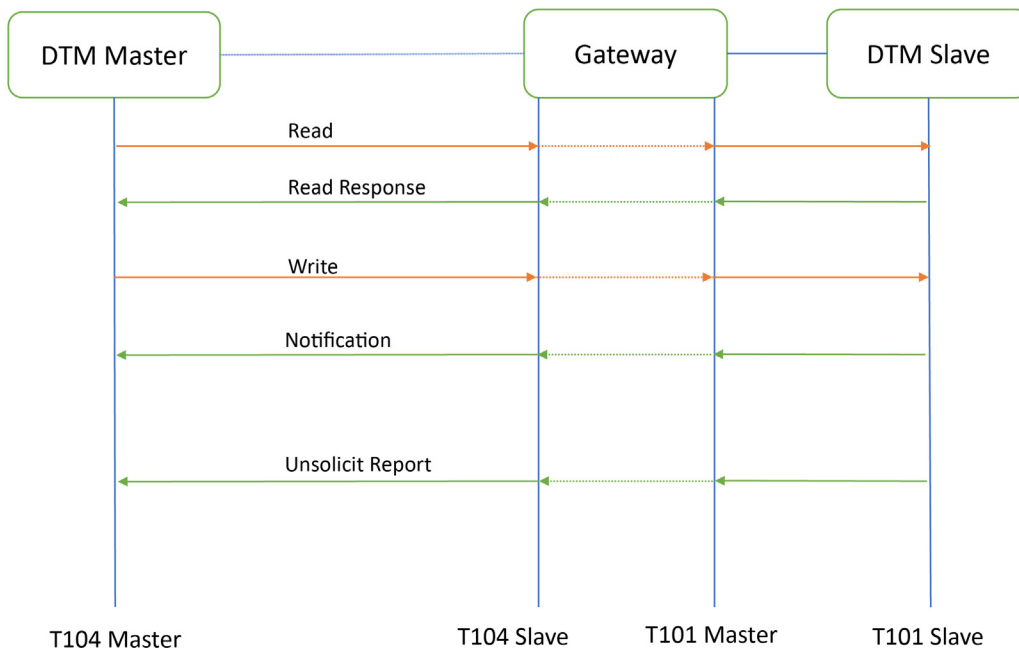 DTM Master
Gateway
DTM Slave
Read
Read Response
Write
Notification
Unsolicit Report
T104 Master
T104 Slave
T101 Master
T101 Slave